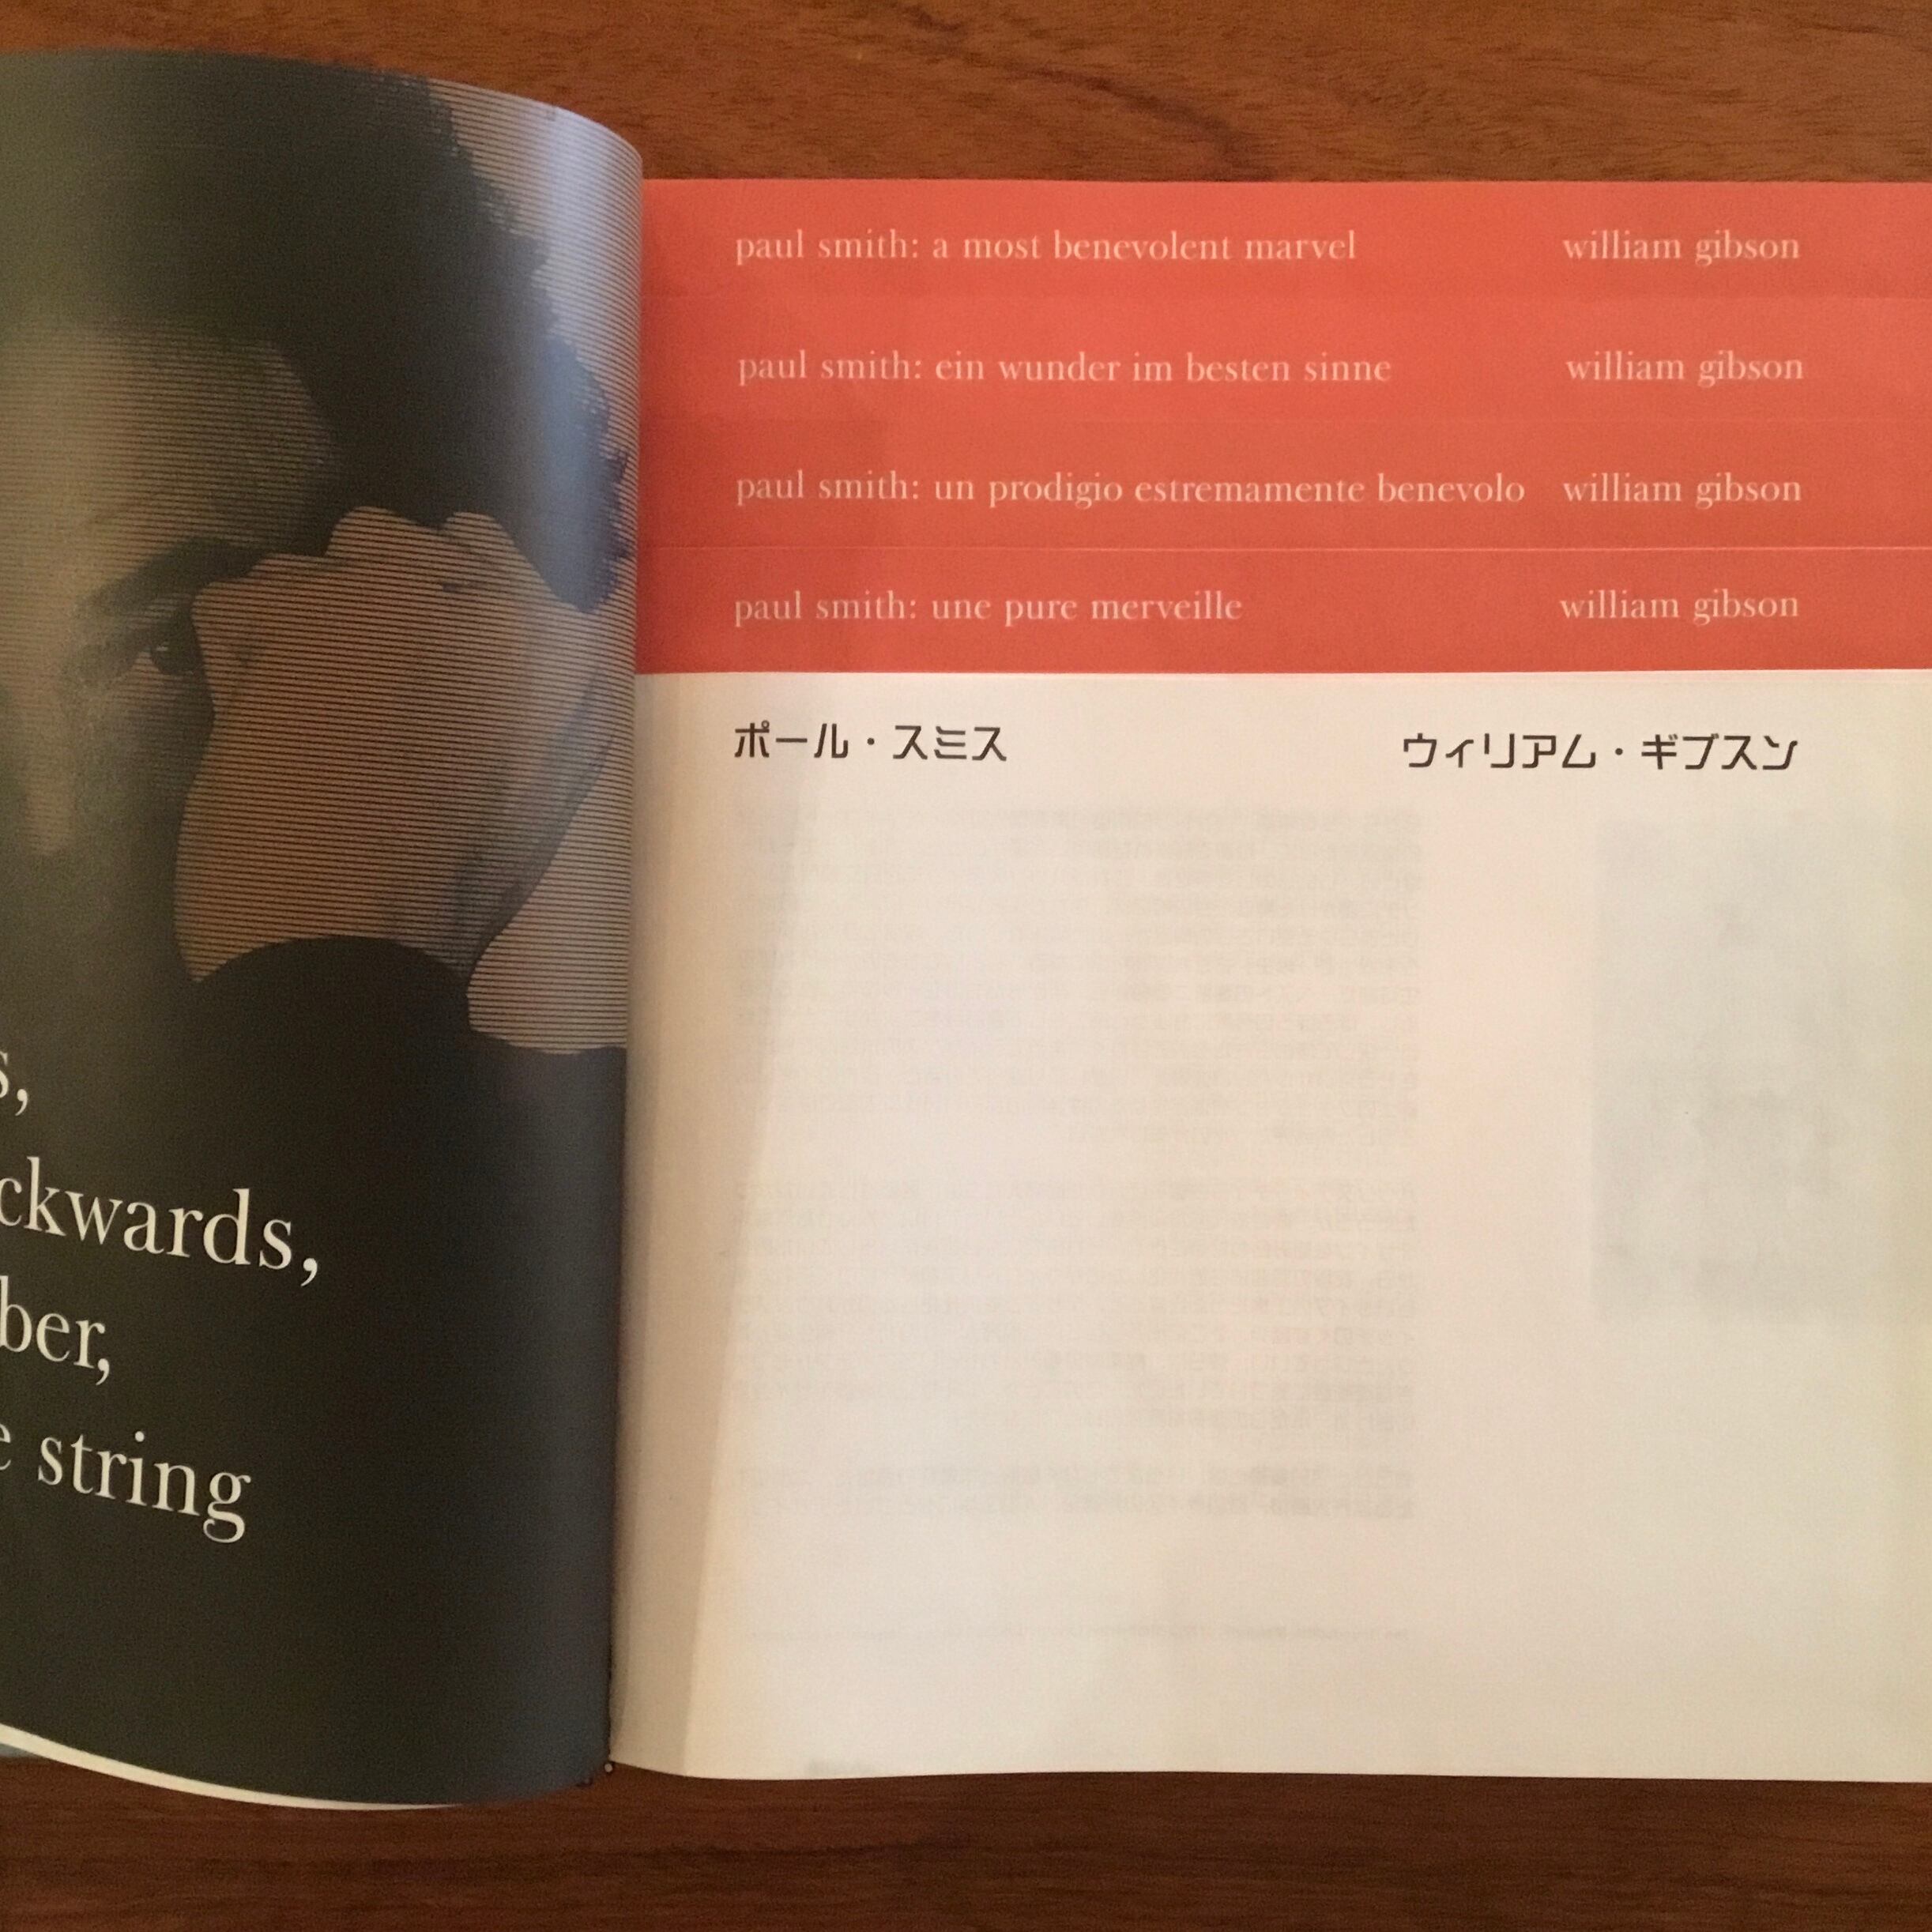 s,
ckwards,
ber,
e string
paul smith: a most benevolent marvel william gibson
paul smith: ein wunder im besten sinne william gibson
paul smith: un prodigio estremamente benevolo william gibson
paul smith: une pure merveille william gibson
ポール・スミス ウィリアム・ギブスン